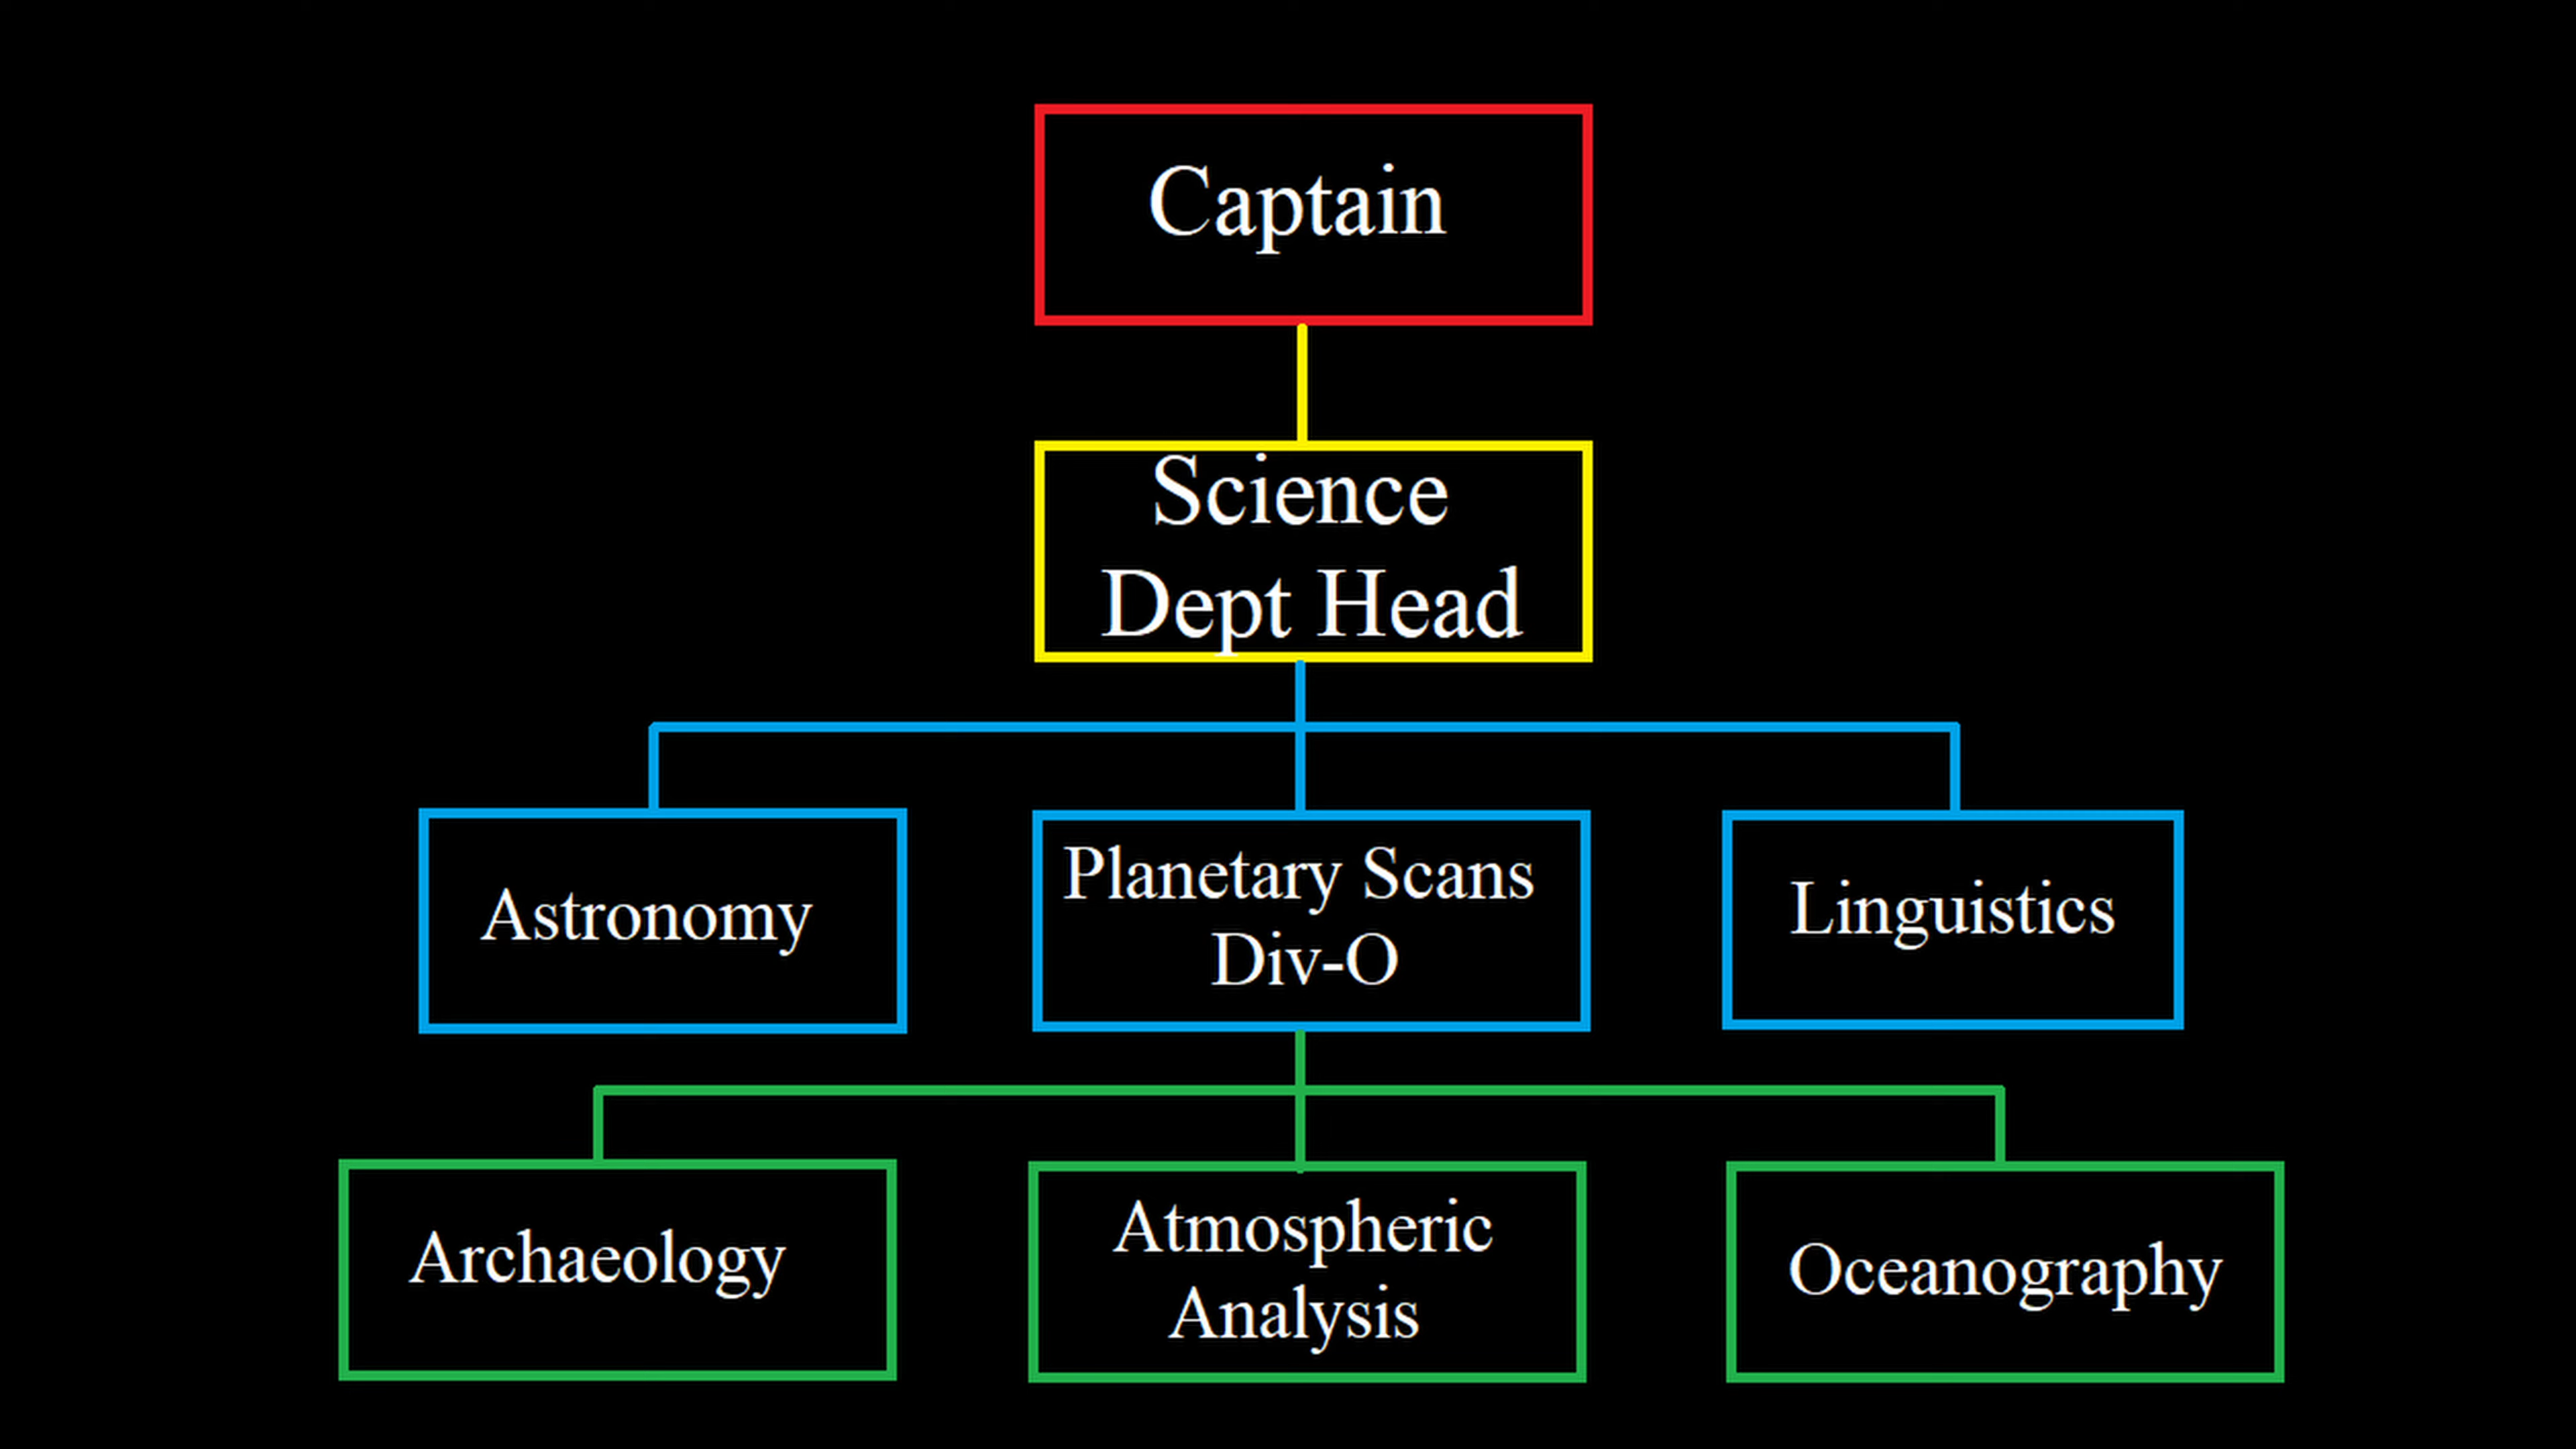 Captain
Science
Dept Head
Astronomy
Planetary Scans
Div-O
Linguistics
Archaeology
Atmospheric
Analysis
Oceanography